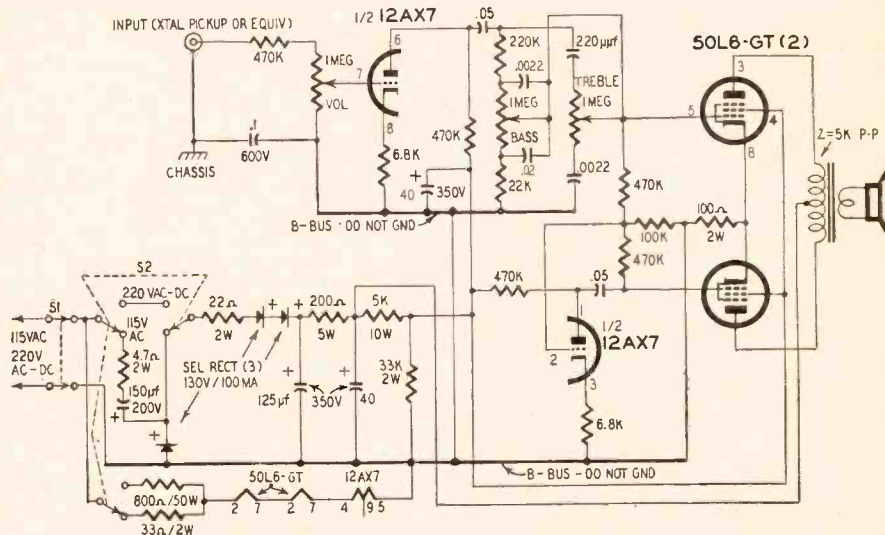 INPUT (XTAL PICKUP OR EQUIV)
470K
1MEG
VOL
.1
600V
CHASSIS
1/2 12AX7
6
7
8
6.8K
+
40
350V
470K
.05
220K
.0022
1MEG
BASS
.02
22K
220µµf
TREBLE
1MEG
.0022
B-BUS - DO NOT GND
50L6-GT (2)
3
5
4
8
Z=5K P-P
470K
100K
470K
100Ω
2W
470K
.05
1
1/2
12AX7
2
3
6.8K
S2
220 VAC-DC
S1
115VAC
220V
AC-DC
115V
AC
4.7Ω
2W
150µf
200V
+
+
22Ω
2W
+
+
SEL RECT (3)
130V/100MA
200Ω
5W
5K
10W
+
125µf
350V
+
40
33K
2W
800Ω/50W
33Ω/2W
50L6-GT
12AX7
2
7
2
7
4
9
5
B-BUS - DO NOT GND